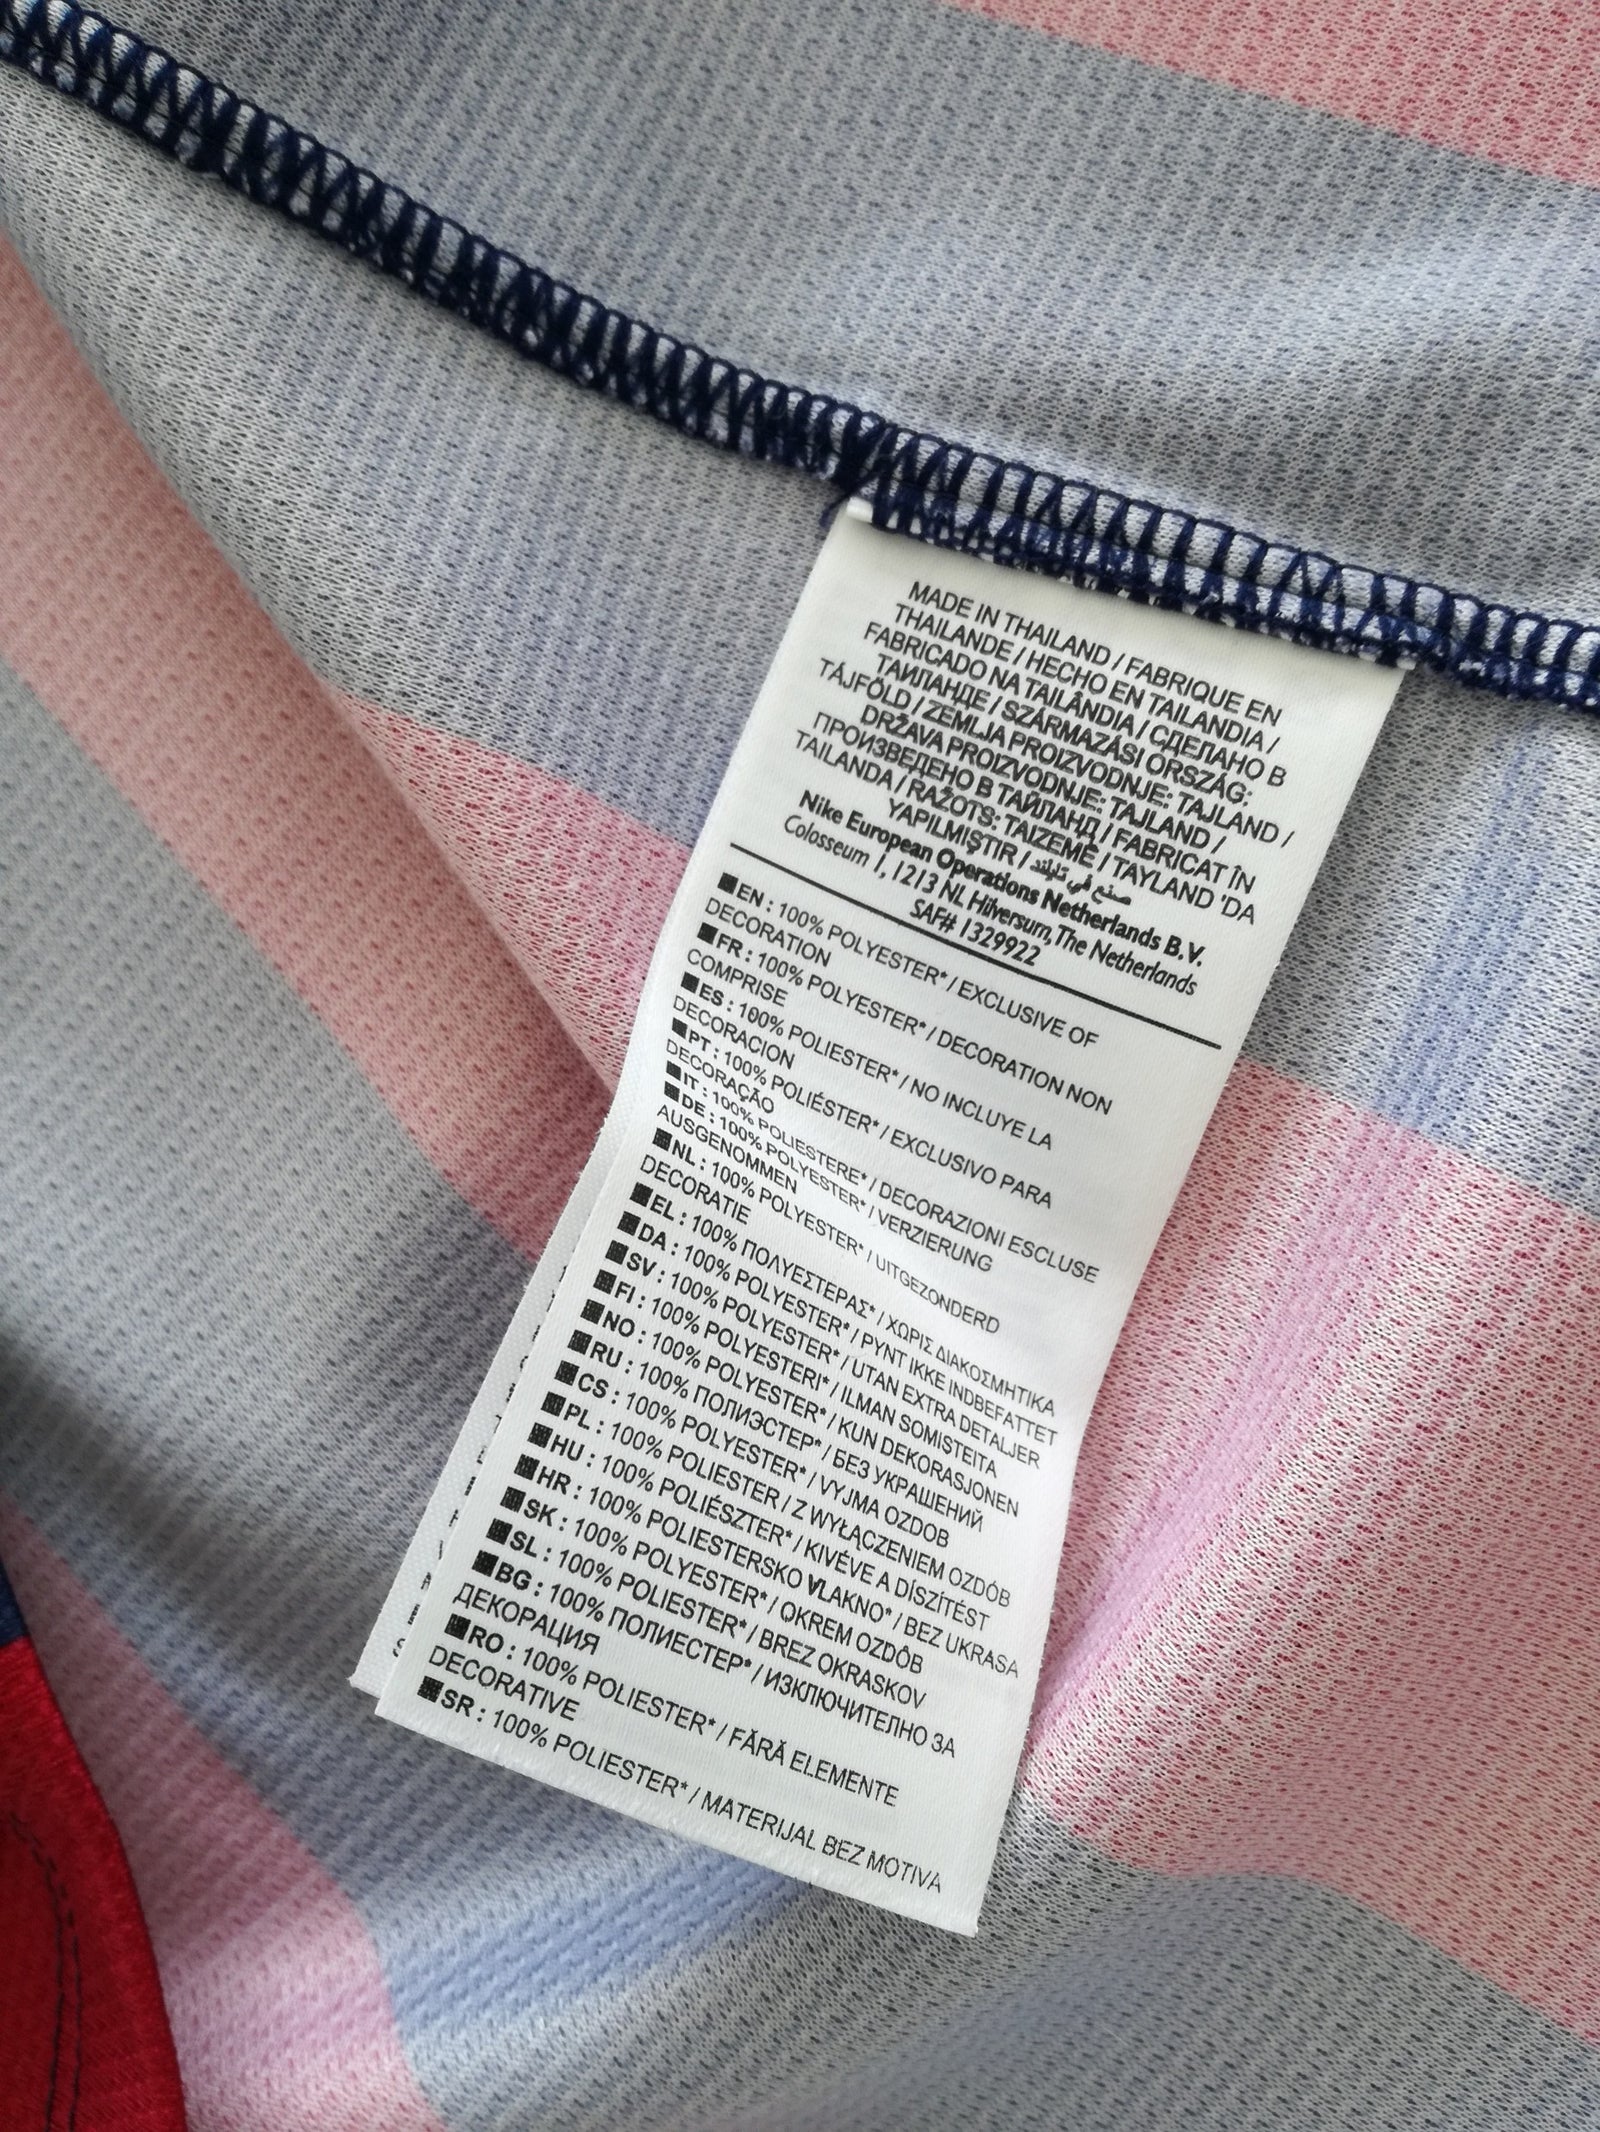 MADE IN THAILAND / FABRIQUE EN
THAILANDE / HECHO EN TAILANDIA /
FABRICADO NA TAILÂNDIA / СДЕЛАНО В
ТАИЛАНДЕ / SZÁRMAZÁSI ORSZÁG:
TÁJFÖLD / ZEMLJA PROIZVODNJE: TAJLAND /
DRŽAVA PROIZVODNJE: TAJLAND /
ПРОИЗВЕДЕНО В ТАЙЛАНД / FABRICAT ÎN
TAILANDA / RAŽOTS: TAIZEMĒ / TAYLAND 'DA
YAPILMIŞTIR / صنع في تايلند
Nike European Operations Netherlands B.V.
Colosseum 1, 1213 NL Hilversum, The Netherlands
SAF# 1329922
EN : 100% POLYESTER* / EXCLUSIVE OF
DECORATION
FR : 100% POLYESTER* / DECORATION NON
COMPRISE
ES : 100% POLIESTER* / NO INCLUYE LA
DECORACION
PT : 100% POLIÉSTER* / EXCLUSIVO PARA
DECORAÇÃO
IT : 100% POLIESTERE* / DECORAZIONI ESCLUSE
DE : 100% POLYESTER* / VERZIERUNG
AUSGENOMMEN
NL : 100% POLYESTER* / UITGEZONDERD
DECORATIE
EL : 100% ΠΟΛΥΕΣΤΕΡΑΣ* / ΧΩΡΙΣ ΔΙΑΚΟΣΜΗΤΙΚΑ
DA : 100% POLYESTER* / PYNT IKKE INDBEFATTET
SV : 100% POLYESTER* / UTAN EXTRA DETALJER
FI : 100% POLYESTERI* / ILMAN SOMISTEITA
NO : 100% POLYESTER* / KUN DEKORASJONEN
RU : 100% ПОЛИЭСТЕР* / БЕЗ УКРАШЕНИЙ
CS : 100% POLYESTER* / VYJMA OZDOB
PL : 100% POLIESTER / Z WYŁĄCZENIEM OZDÓB
HU : 100% POLIÉSZTER* / KIVÉVE A DÍSZÍTÉST
HR : 100% POLIESTERSKO VLAKNO* / BEZ UKRASA
SK : 100% POLYESTER* / OKREM OZDÔB
SL : 100% POLIESTER* / BREZ OKRASKOV
BG : 100% ПОЛИЕСТЕР* / ИЗКЛЮЧИТЕЛНО ЗА
ДЕКОРАЦИЯ
RO : 100% POLIESTER* / FĂRĂ ELEMENTE
DECORATIVE
SR : 100% POLIESTER* / MATERIJAL BEZ MOTIVA